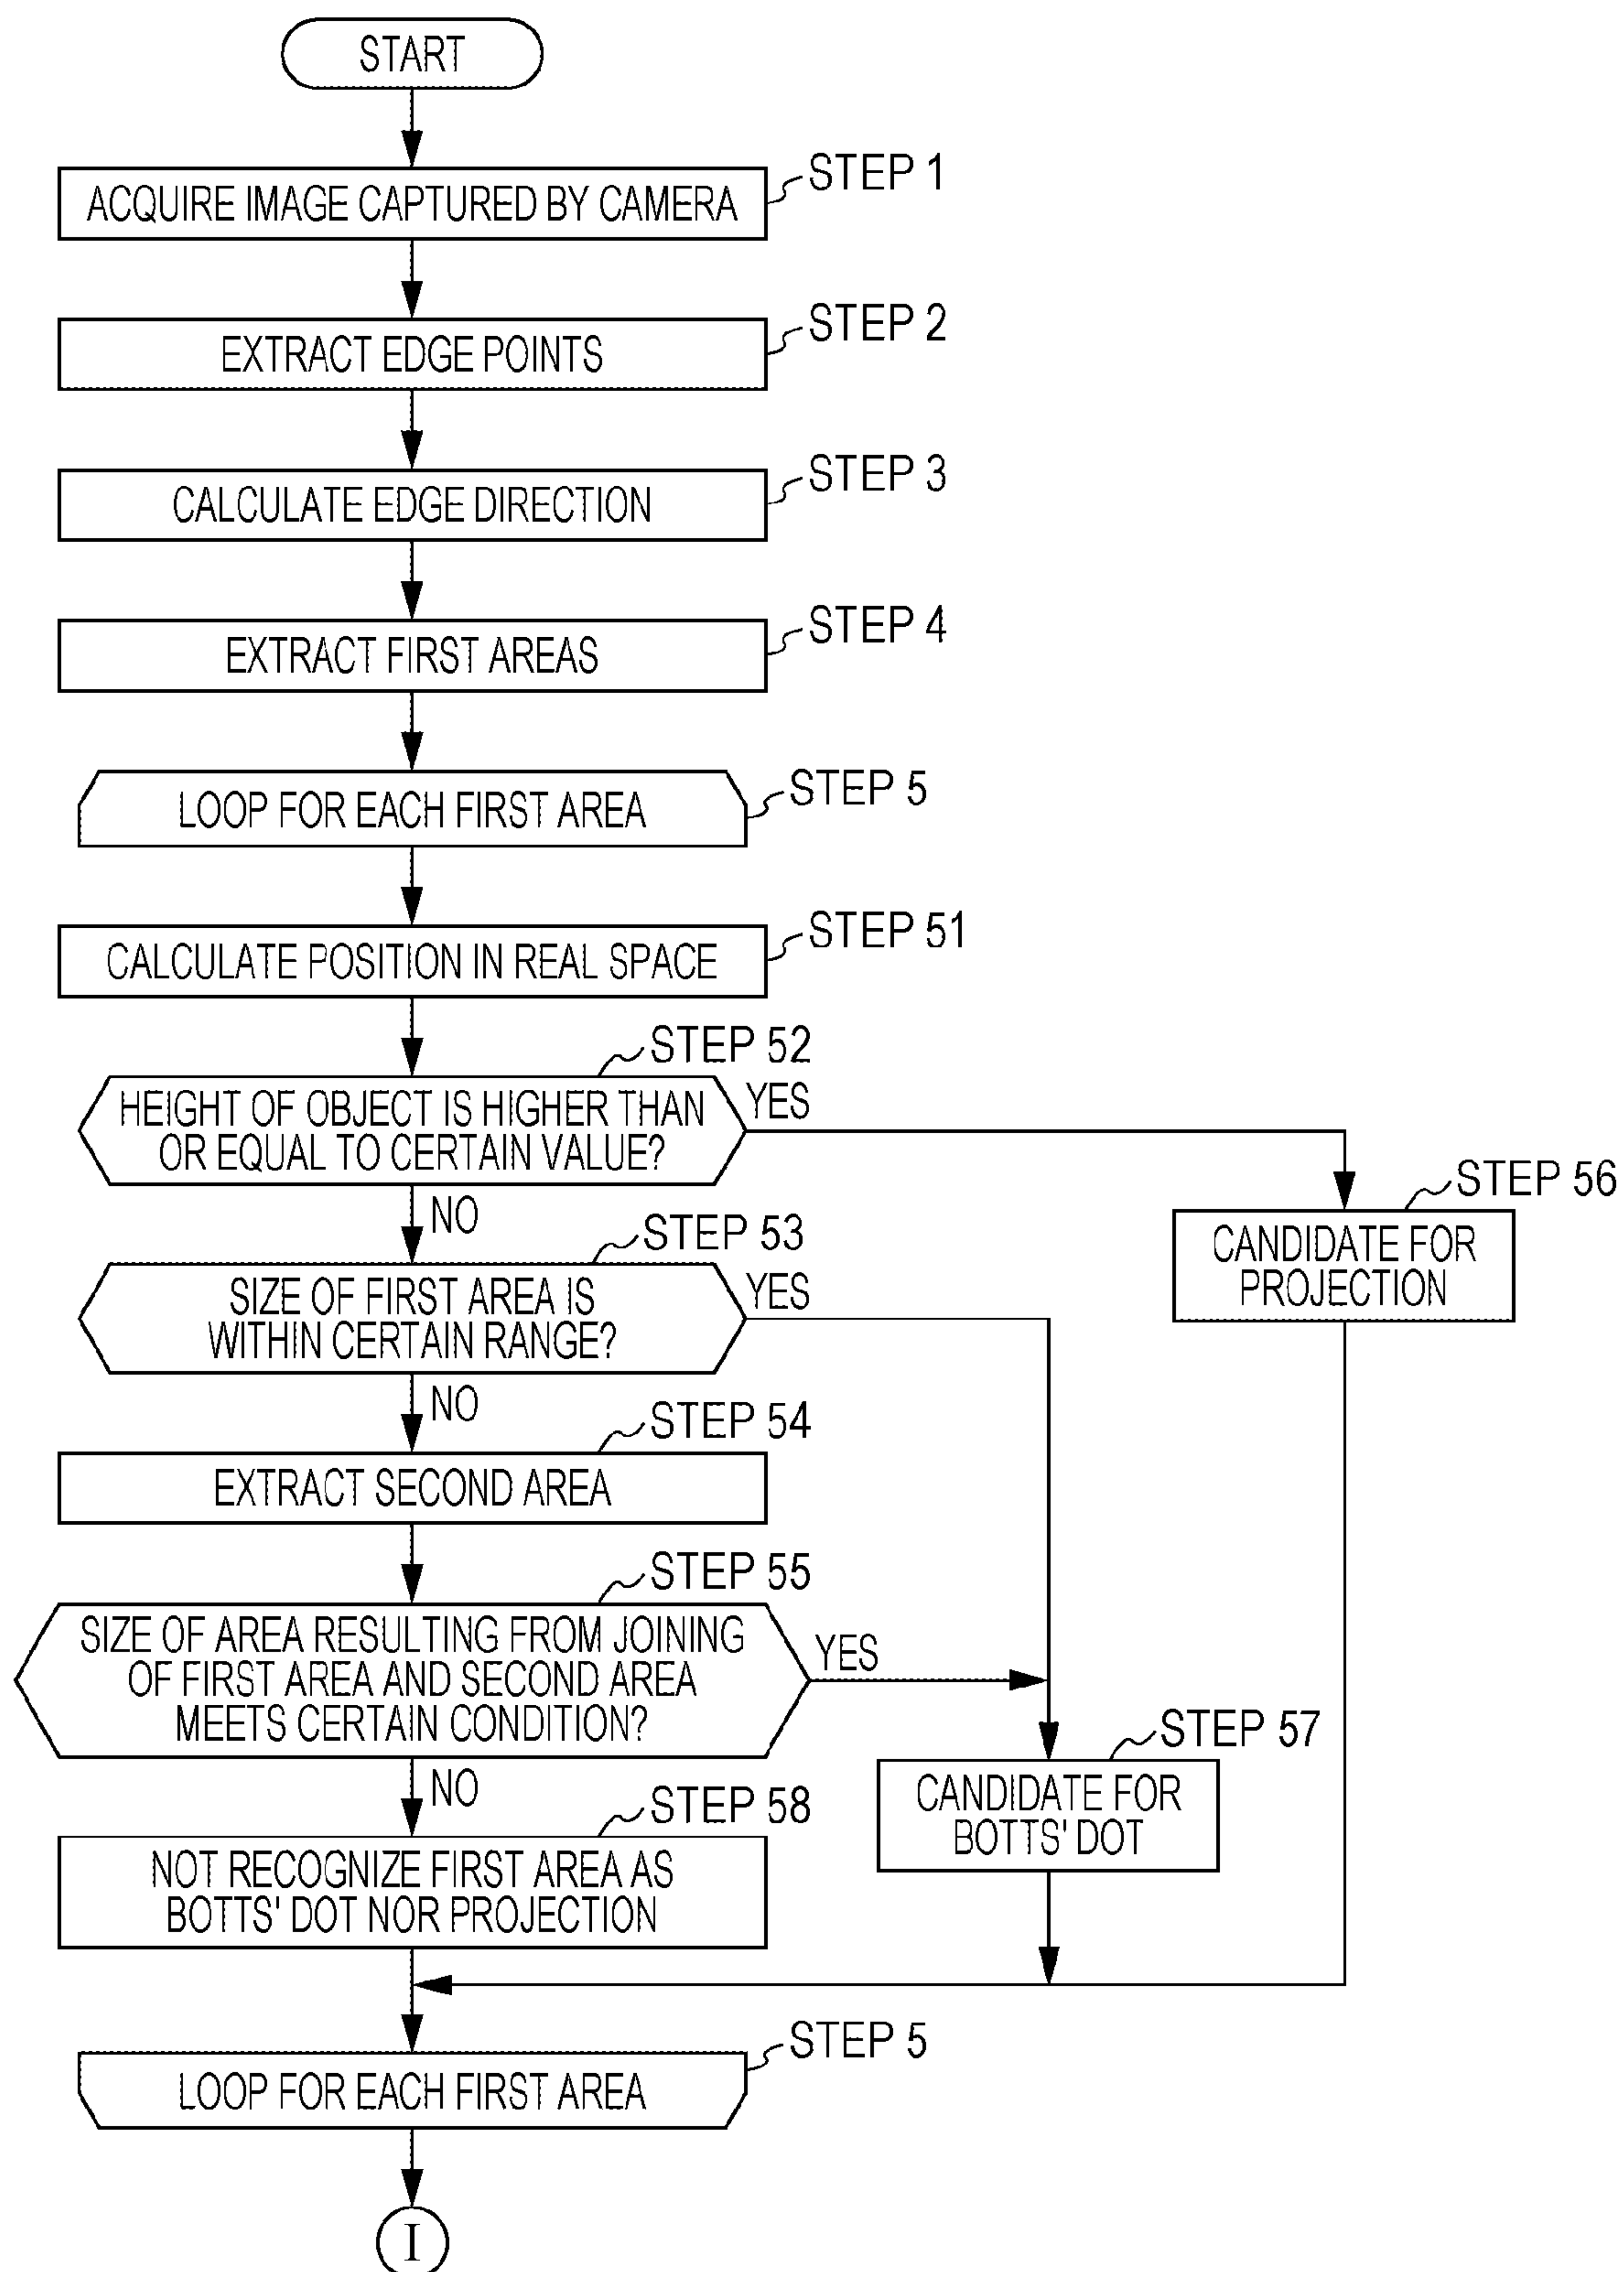 START
STEP 1
ACQUIRE IMAGE CAPTURED BY CAMERA
STEP 2
EXTRACT EDGE POINTS
STEP 3
CALCULATE EDGE DIRECTION
STEP 4
EXTRACT FIRST AREAS
STEP 5
LOOP FOR EACH FIRST AREA
STEP 51
CALCULATE POSITION IN REAL SPACE
STEP 52
HEIGHT OF OBJECT IS HIGHER THAN
OR EQUAL TO CERTAIN VALUE?
YES
NO
STEP 56
CANDIDATE FOR
PROJECTION
STEP 53
SIZE OF FIRST AREA IS
WITHIN CERTAIN RANGE?
YES
NO
STEP 54
EXTRACT SECOND AREA
STEP 55
SIZE OF AREA RESULTING FROM JOINING
OF FIRST AREA AND SECOND AREA
MEETS CERTAIN CONDITION?
YES
NO
STEP 57
CANDIDATE FOR
BOTTS' DOT
STEP 58
NOT RECOGNIZE FIRST AREA AS
BOTTS' DOT NOR PROJECTION
STEP 5
LOOP FOR EACH FIRST AREA
I